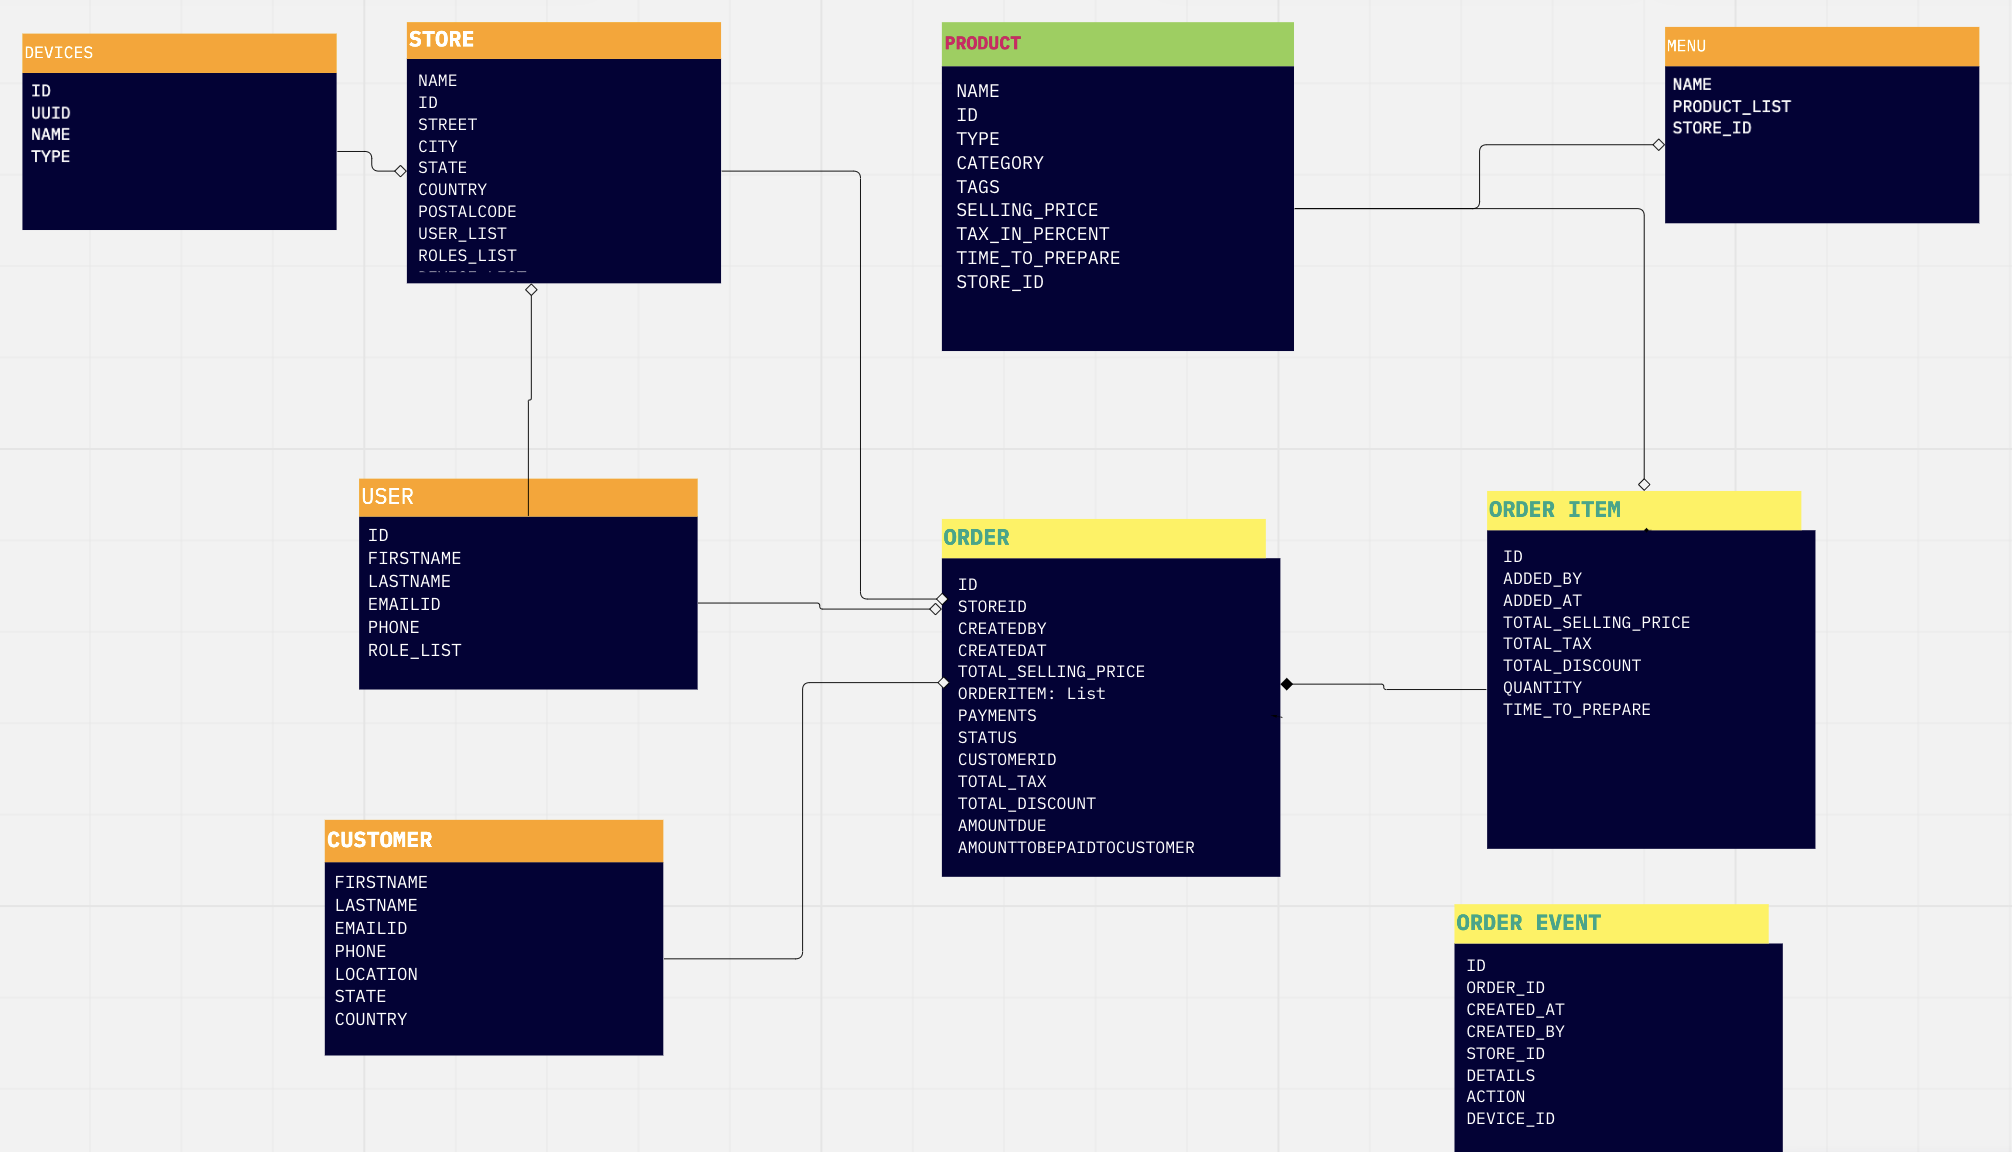 DEVICES
ID
UUID
NAME
TYPE
STORE
NAME
ID
STREET
CITY
STATE
COUNTRY
POSTALCODE
USER_LIST
ROLES_LIST
PRODUCT
NAME
ID
TYPE
CATEGORY
TAGS
SELLING_PRICE
TAX_IN_PERCENT
TIME_TO_PREPARE
STORE_ID
MENU
NAME
PRODUCT_LIST
STORE_ID
USER
ID
FIRSTNAME
LASTNAME
EMAILID
PHONE
ROLE_LIST
ORDER
ID
STOREID
CREATEDBY
CREATEDAT
TOTAL_SELLING_PRICE
ORDERITEM: List
PAYMENTS
STATUS
CUSTOMERID
TOTAL_TAX
TOTAL_DISCOUNT
AMOUNTDUE
AMOUNTTOBEPAIDTOCUSTOMER
ORDER ITEM
ID
ADDED_BY
ADDED_AT
TOTAL_SELLING_PRICE
TOTAL_TAX
TOTAL_DISCOUNT
QUANTITY
TIME_TO_PREPARE
CUSTOMER
FIRSTNAME
LASTNAME
EMAILID
PHONE
LOCATION
STATE
COUNTRY
ORDER EVENT
ID
ORDER_ID
CREATED_AT
CREATED_BY
STORE_ID
DETAILS
ACTION
DEVICE_ID